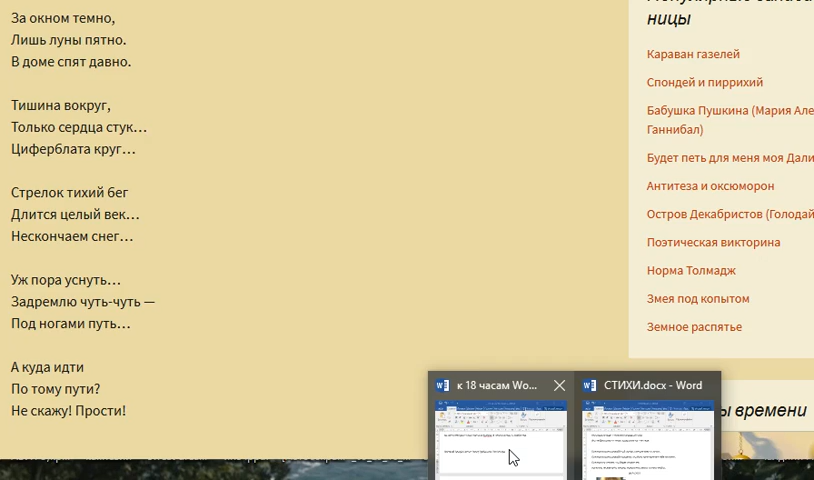 За окном темно,
Лишь луны пятно.
В доме спят давно.
Тишина вокруг,
Только сердца стук…
Циферблата круг…
Стрелок тихий бег
Длится целый век…
Нескончаем снег…
Уж пора уснуть…
Задремлю чуть-чуть —
Под ногами путь…
А куда идти
По тому пути?
Не скажу! Прости!
ницы
Караван газелей
Спондей и пиррихий
Бабушка Пушкина (Мария Але
Ганнибал)
Будет петь для меня моя Дали
Антитеза и оксюморон
Остров Декабристов (Голодай
Поэтическая викторина
Норма Толмадж
Змея под копытом
Земное распятье
к 18 часам Wo...
СТИХИ.docx - Word
ы времени